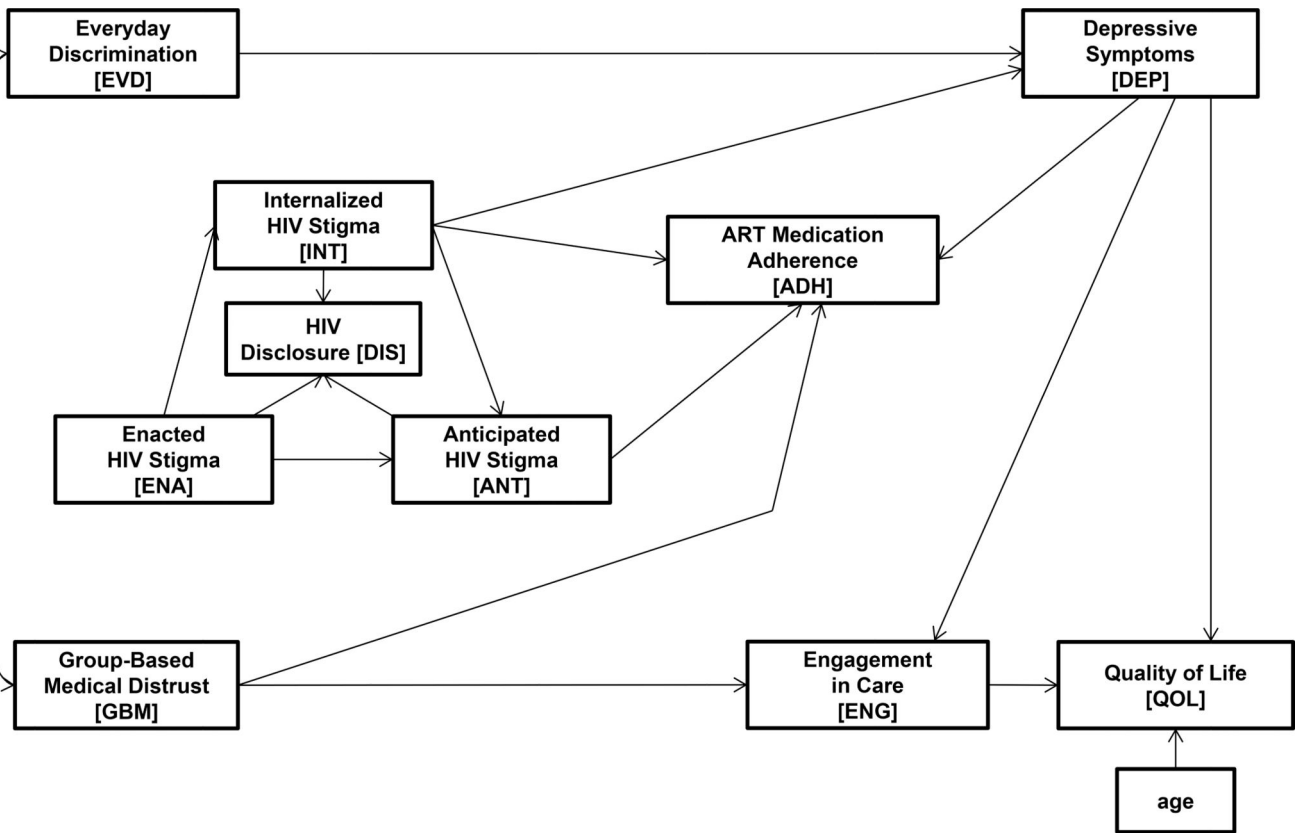 Everyday
Discrimination
[EVD]
Depressive
Symptoms
[DEP]
Internalized
HIV Stigma
[INT]
ART Medication
Adherence
[ADH]
HIV
Disclosure [DIS]
Enacted
HIV Stigma
[ENA]
Anticipated
HIV Stigma
[ANT]
Group-Based
Medical Distrust
[GBM]
Engagement
in Care
[ENG]
Quality of Life
[QOL]
age